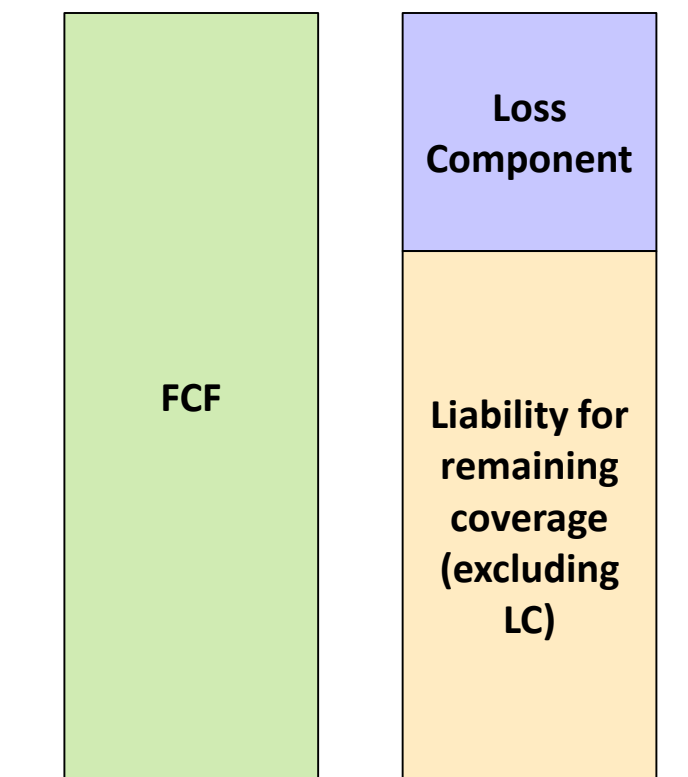 Loss
Component
FCF
Liability for
remaining
coverage
(excluding
LC)